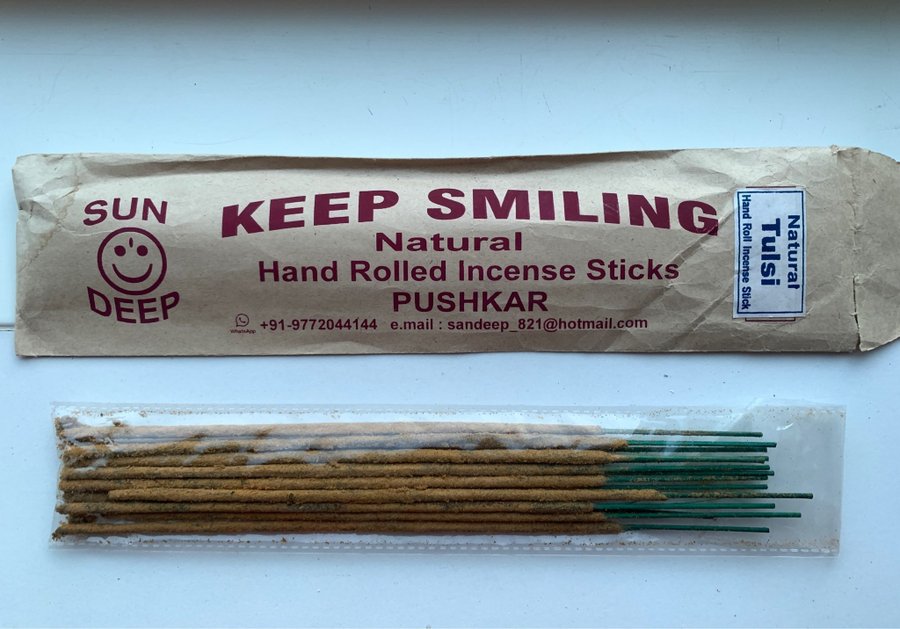 SUN
DEEP
KEEP SMILING
Natural
Hand Rolled Incense Sticks
PUSHKAR
WhatsApp +91-9772044144 e.mail : sandeep_821@hotmail.com
Natural
Tulsi
Hand Roll Incense Stick